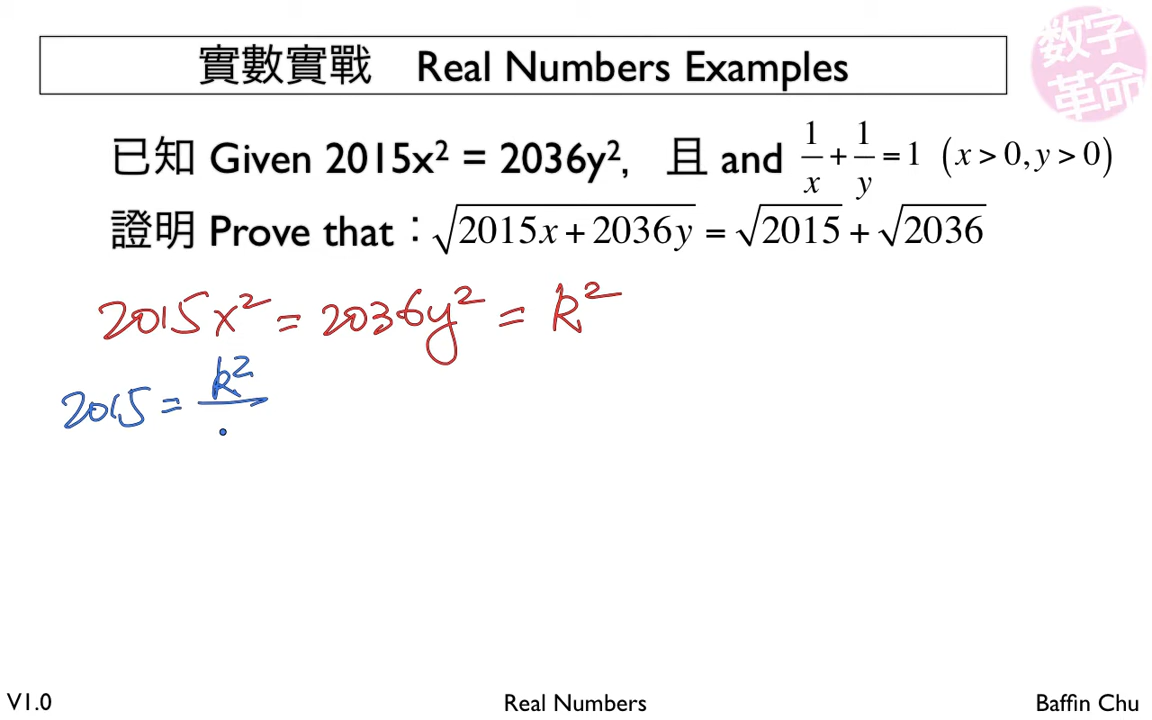 實數實戰 Real Numbers Examples
数字
革命
已知 Given 2015x² = 2036y², 且 and 1/x + 1/y = 1 (x > 0, y > 0)
證明 Prove that：√(2015x + 2036y) = √2015 + √2036
2015x² = 2036y² = k²
2015 = k²/
V1.0
Real Numbers
Baffin Chu